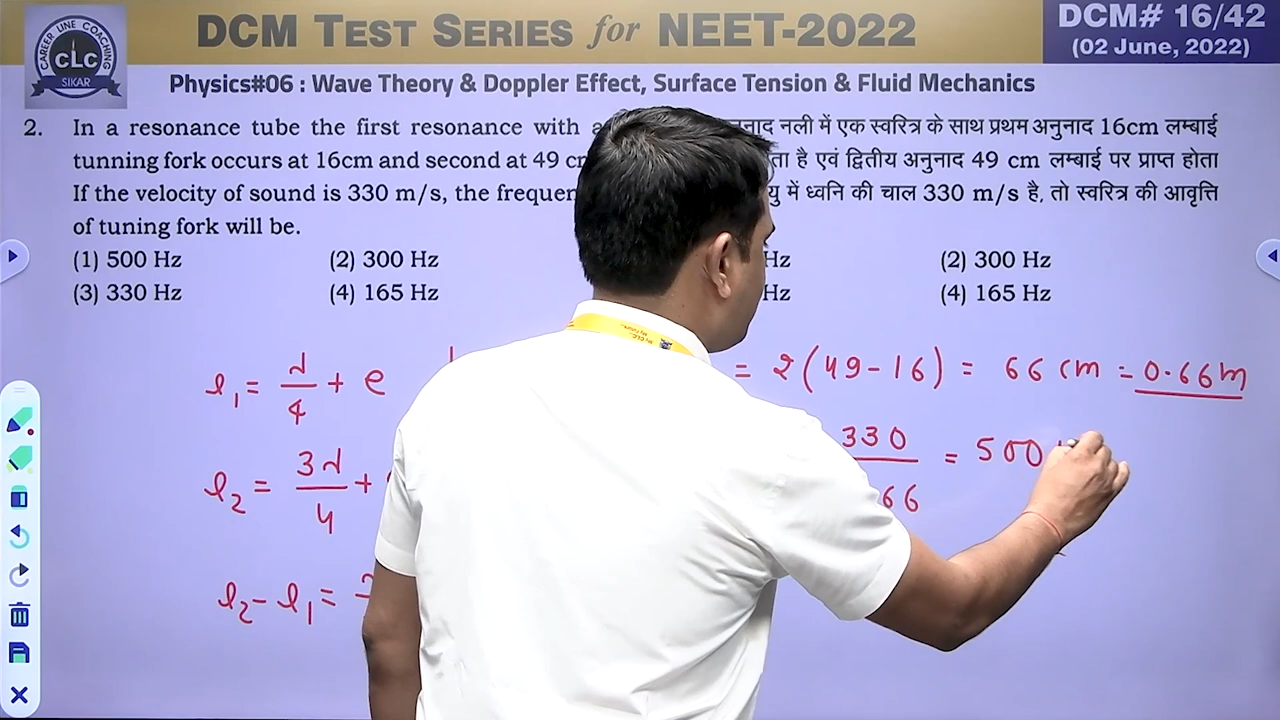 CAREER LINE COACHING
CLC
SIKAR
DCM TEST SERIES for NEET-2022
DCM# 16/42
(02 June, 2022)
Physics#06 : Wave Theory & Doppler Effect, Surface Tension & Fluid Mechanics
2. In a resonance tube the first resonance with a
tunning fork occurs at 16cm and second at 49
If the velocity of sound is 330 m/s, the
of tuning fork will be.
(1) 500 Hz (2) 300 Hz
(3) 330 Hz (4) 165 Hz
नली में एक स्वरित्र के साथ प्रथम अनुनाद 16cm लम्बाई
है एवं द्वितीय अनुनाद 49 cm लम्बाई पर प्राप्त होता
में ध्वनि की चाल 330 m/s है, तो स्वरित्र की आवृत्ति
Hz (2) 300 Hz
Hz (4) 165 Hz
l₁ = λ/4 + e
= 2(49-16) = 66 cm = 0.66m
l₂ = 3λ/4 +
330/66 = 500
l₂ - l₁ =